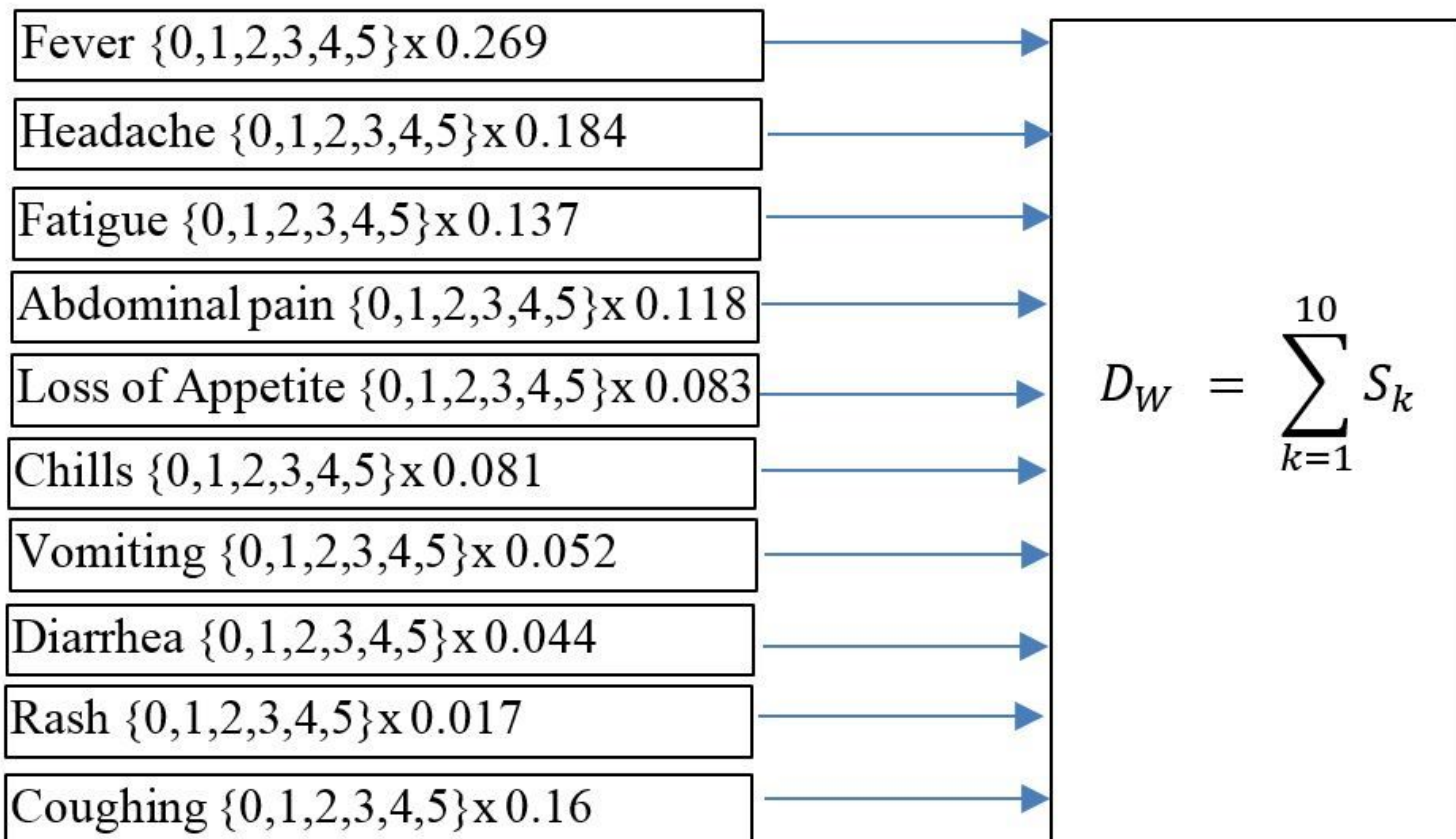 Fever {0,1,2,3,4,5}x 0.269
Headache {0,1,2,3,4,5}x 0.184
Fatigue {0,1,2,3,4,5}x 0.137
Abdominal pain {0,1,2,3,4,5}x 0.118
Loss of Appetite {0,1,2,3,4,5}x 0.083
Chills {0,1,2,3,4,5}x 0.081
Vomiting {0,1,2,3,4,5}x 0.052
Diarrhea {0,1,2,3,4,5}x 0.044
Rash {0,1,2,3,4,5}x 0.017
Coughing {0,1,2,3,4,5}x 0.16
10
D_W = ∑ S_k
k=1